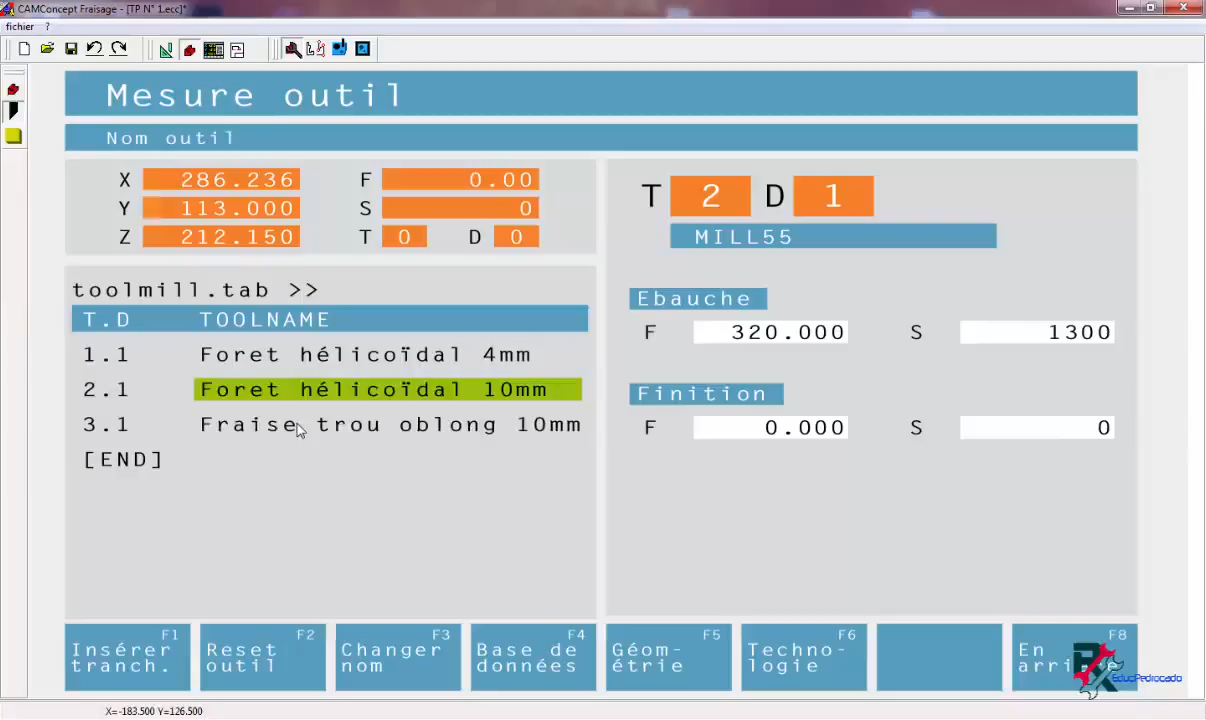 CAMConcept Fraisage - [TP N° 1.ecc]*
fichier ?
Mesure outil
Nom outil
X 286.236 F 0.00
Y 113.000 S 0
Z 212.150 T 0 D 0
T 2 D 1
MILL55
toolmill.tab >>
T.D TOOLNAME
1.1 Foret hélicoïdal 4mm
2.1 Foret hélicoïdal 10mm
3.1 Fraise trou oblong 10mm
[END]
Ebauche
F 320.000 S 1300
Finition
F 0.000 S 0
F1 Insérer
tranch.
F2 Reset
outil
F3 Changer
nom
F4 Base de
données
F5 Géom-
étrie
F6 Techno-
logie
F8 En
EducPedrocado
X=-183.500 Y=126.500